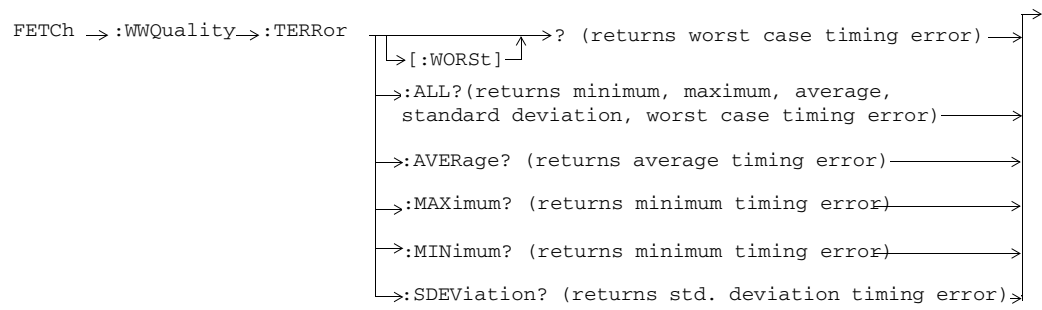 FETCh :WWQuality :TERRor ? (returns worst case timing error)
[:WORSt]
:ALL?(returns minimum, maximum, average,
standard deviation, worst case timing error)
:AVERage? (returns average timing error)
:MAXimum? (returns minimum timing error)
:MINimum? (returns minimum timing error)
:SDEViation? (returns std. deviation timing error)